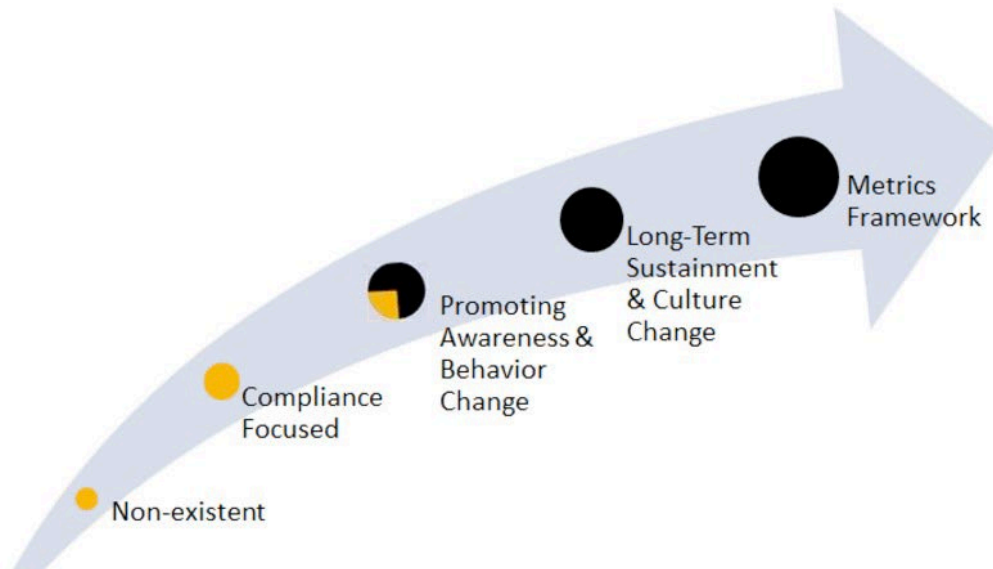 Metrics
Framework
Long-Term
Sustainment
& Culture
Change
Promoting
Awareness &
Behavior
Change
Compliance
Focused
Non-existent